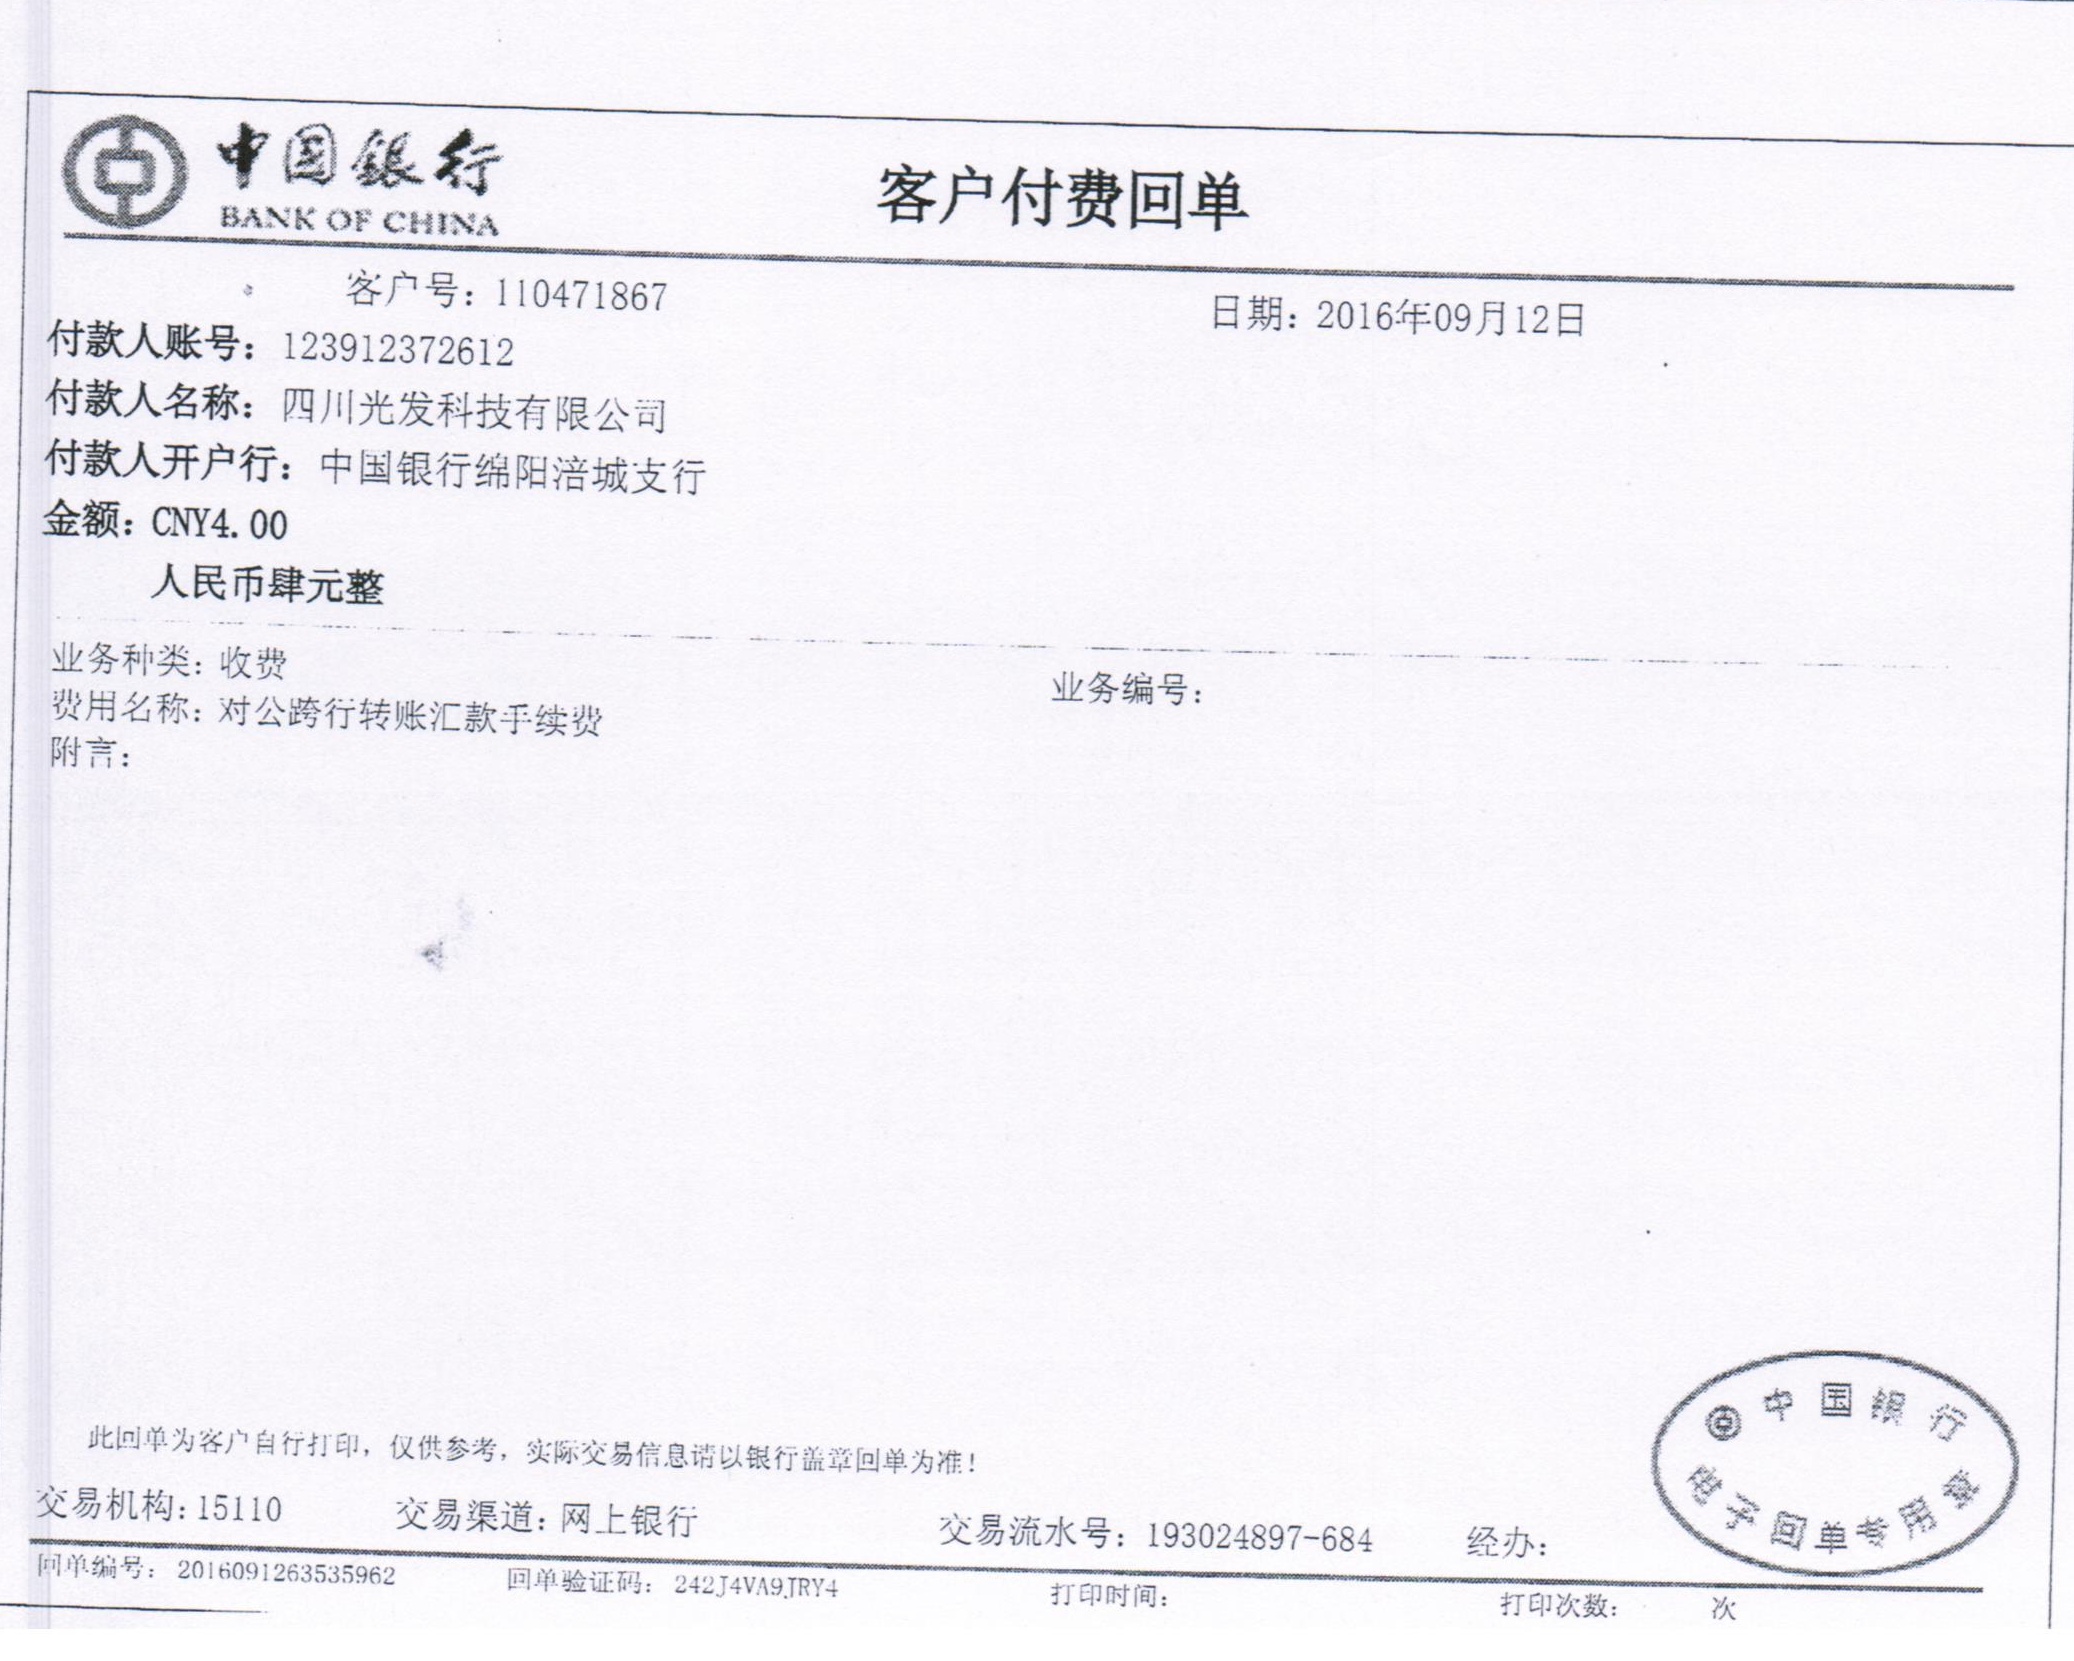 中国银行
BANK OF CHINA
客户付费回单
客户号：110471867
日期：2016年09月12日
付款人账号：123912372612
付款人名称：四川光发科技有限公司
付款人开户行：中国银行绵阳涪城支行
金额：CNY4.00
人民币肆元整
业务种类：收费
业务编号：
费用名称：对公跨行转账汇款手续费
附言：
此回单为客户自行打印，仅供参考，实际交易信息请以银行盖章回单为准！
中国银行
电子回单专用章
交易机构：15110 交易渠道：网上银行 交易流水号：193024897-684 经办：
回单编号：2016091263535962 回单验证码：242J4VA9JRY4 打印时间： 打印次数： 次